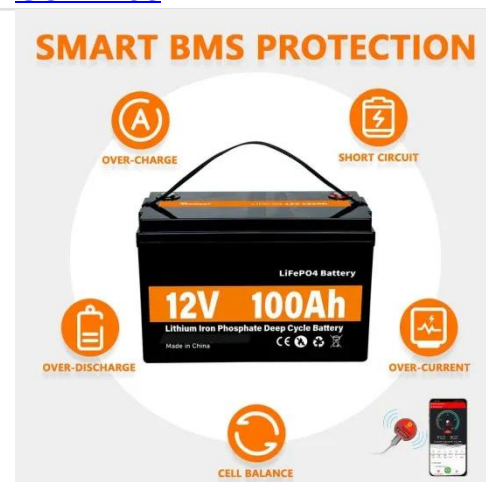 SMART BMS PROTECTION
OVER-CHARGE
SHORT CIRCUIT
LiFePO4 Battery
12V 100Ah
Lithium Iron Phosphate Deep Cycle Battery
Made in China
CE
OVER-DISCHARGE
OVER-CURRENT
CELL BALANCE